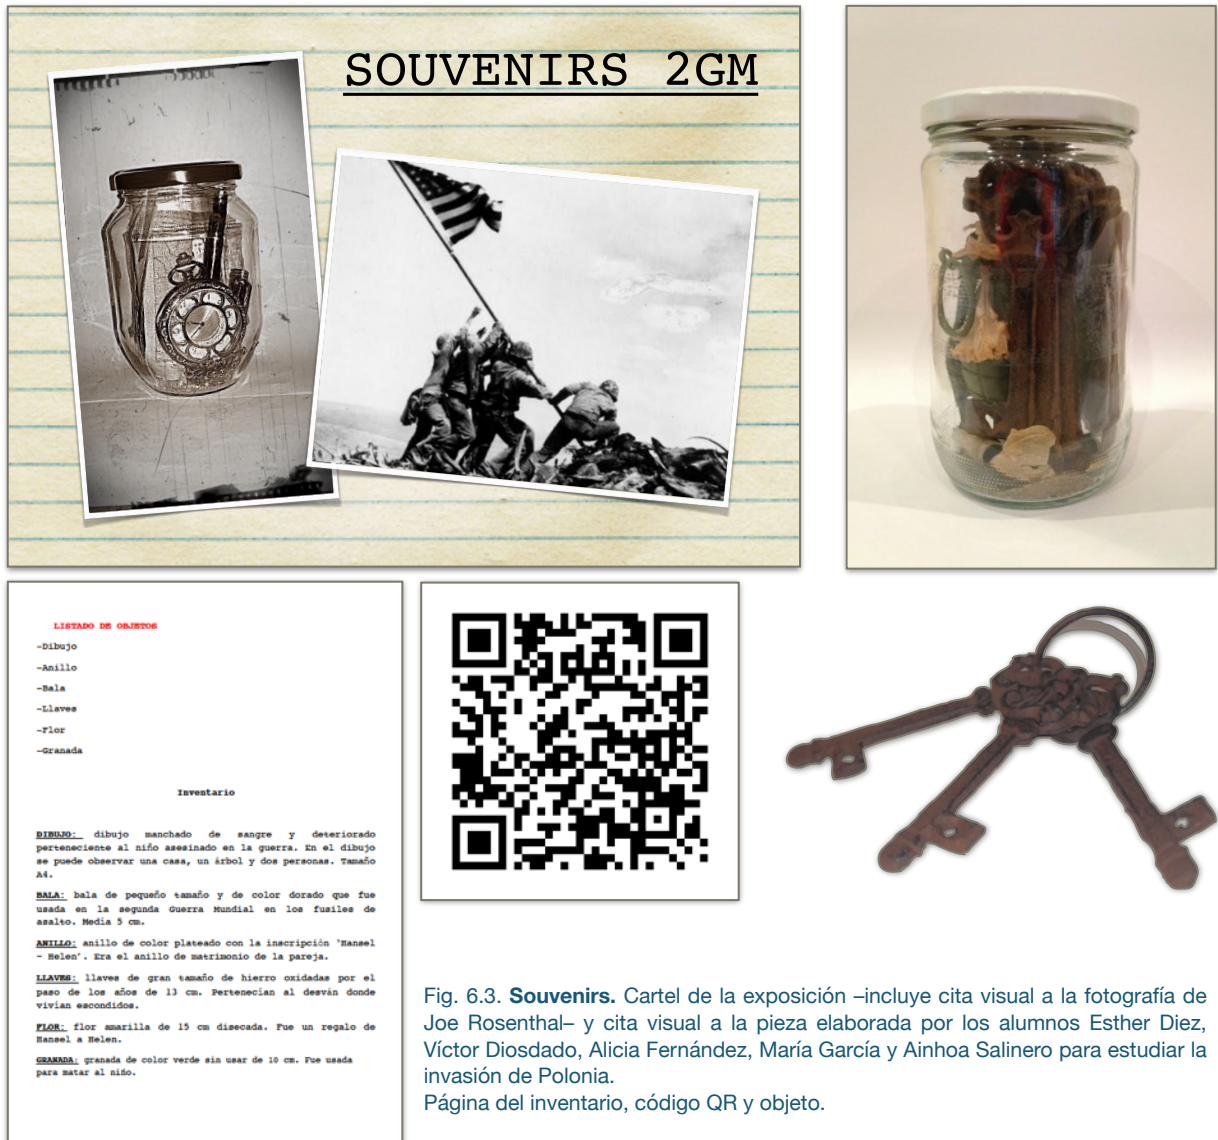 SOUVENIRS 2GM
LISTADO DE OBJETOS
-Dibujo
-Anillo
-Bala
-Llaves
-Flor
-Granada
Inventario
DIBUJO: dibujo manchado de sangre y deteriorado
perteneciente al niño asesinado en la guerra. En el dibujo
se puede observar una casa, un árbol y dos personas. Tamaño
A4.
BALA: bala de pequeño tamaño y de color dorado que fue
usada en la segunda Guerra Mundial en los fusiles de
asalto. Media 5 cm.
ANILLO: anillo de color plateado con la inscripción 'Hansel
– Helen'. Era el anillo de matrimonio de la pareja.
LLAVES: llaves de gran tamaño de hierro oxidadas por el
paso de los años de 13 cm. Pertenecían al desván donde
vivían escondidos.
FLOR: flor amarilla de 15 cm disecada. Fue un regalo de
Hansel a Helen.
GRANADA: granada de color verde sin usar de 10 cm. Fue usada
para matar al niño.
Fig. 6.3. Souvenirs. Cartel de la exposición –incluye cita visual a la fotografía de
Joe Rosenthal– y cita visual a la pieza elaborada por los alumnos Esther Diez,
Víctor Diosdado, Alicia Fernández, María García y Ainhoa Salinero para estudiar la
invasión de Polonia.
Página del inventario, código QR y objeto.